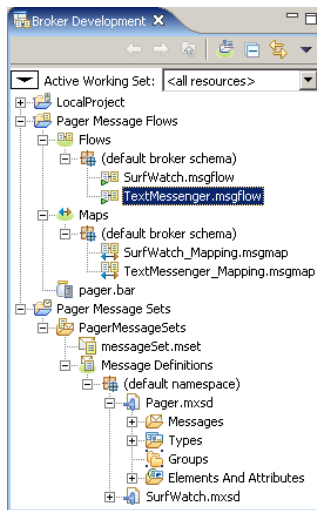 Broker Development
Active Working Set: <all resources>
LocalProject
Pager Message Flows
Flows
(default broker schema)
SurfWatch.msgflow
TextMessenger.msgflow
Maps
(default broker schema)
SurfWatch_Mapping.msgmap
TextMessenger_Mapping.msgmap
pager.bar
Pager Message Sets
PagerMessageSets
messageSet.mset
Message Definitions
(default namespace)
Pager.mxsd
Messages
Types
Groups
Elements And Attributes
SurfWatch.mxsd